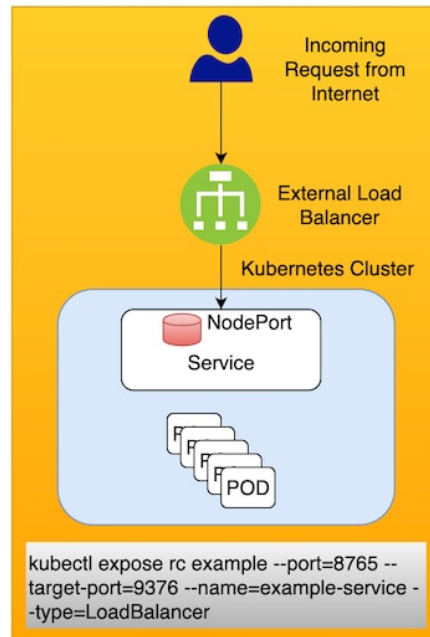 Incoming
Request from
Internet
External Load
Balancer
Kubernetes Cluster
NodePort
Service
POD
kubectl expose rc example --port=8765 --
target-port=9376 --name=example-service -
-type=LoadBalancer